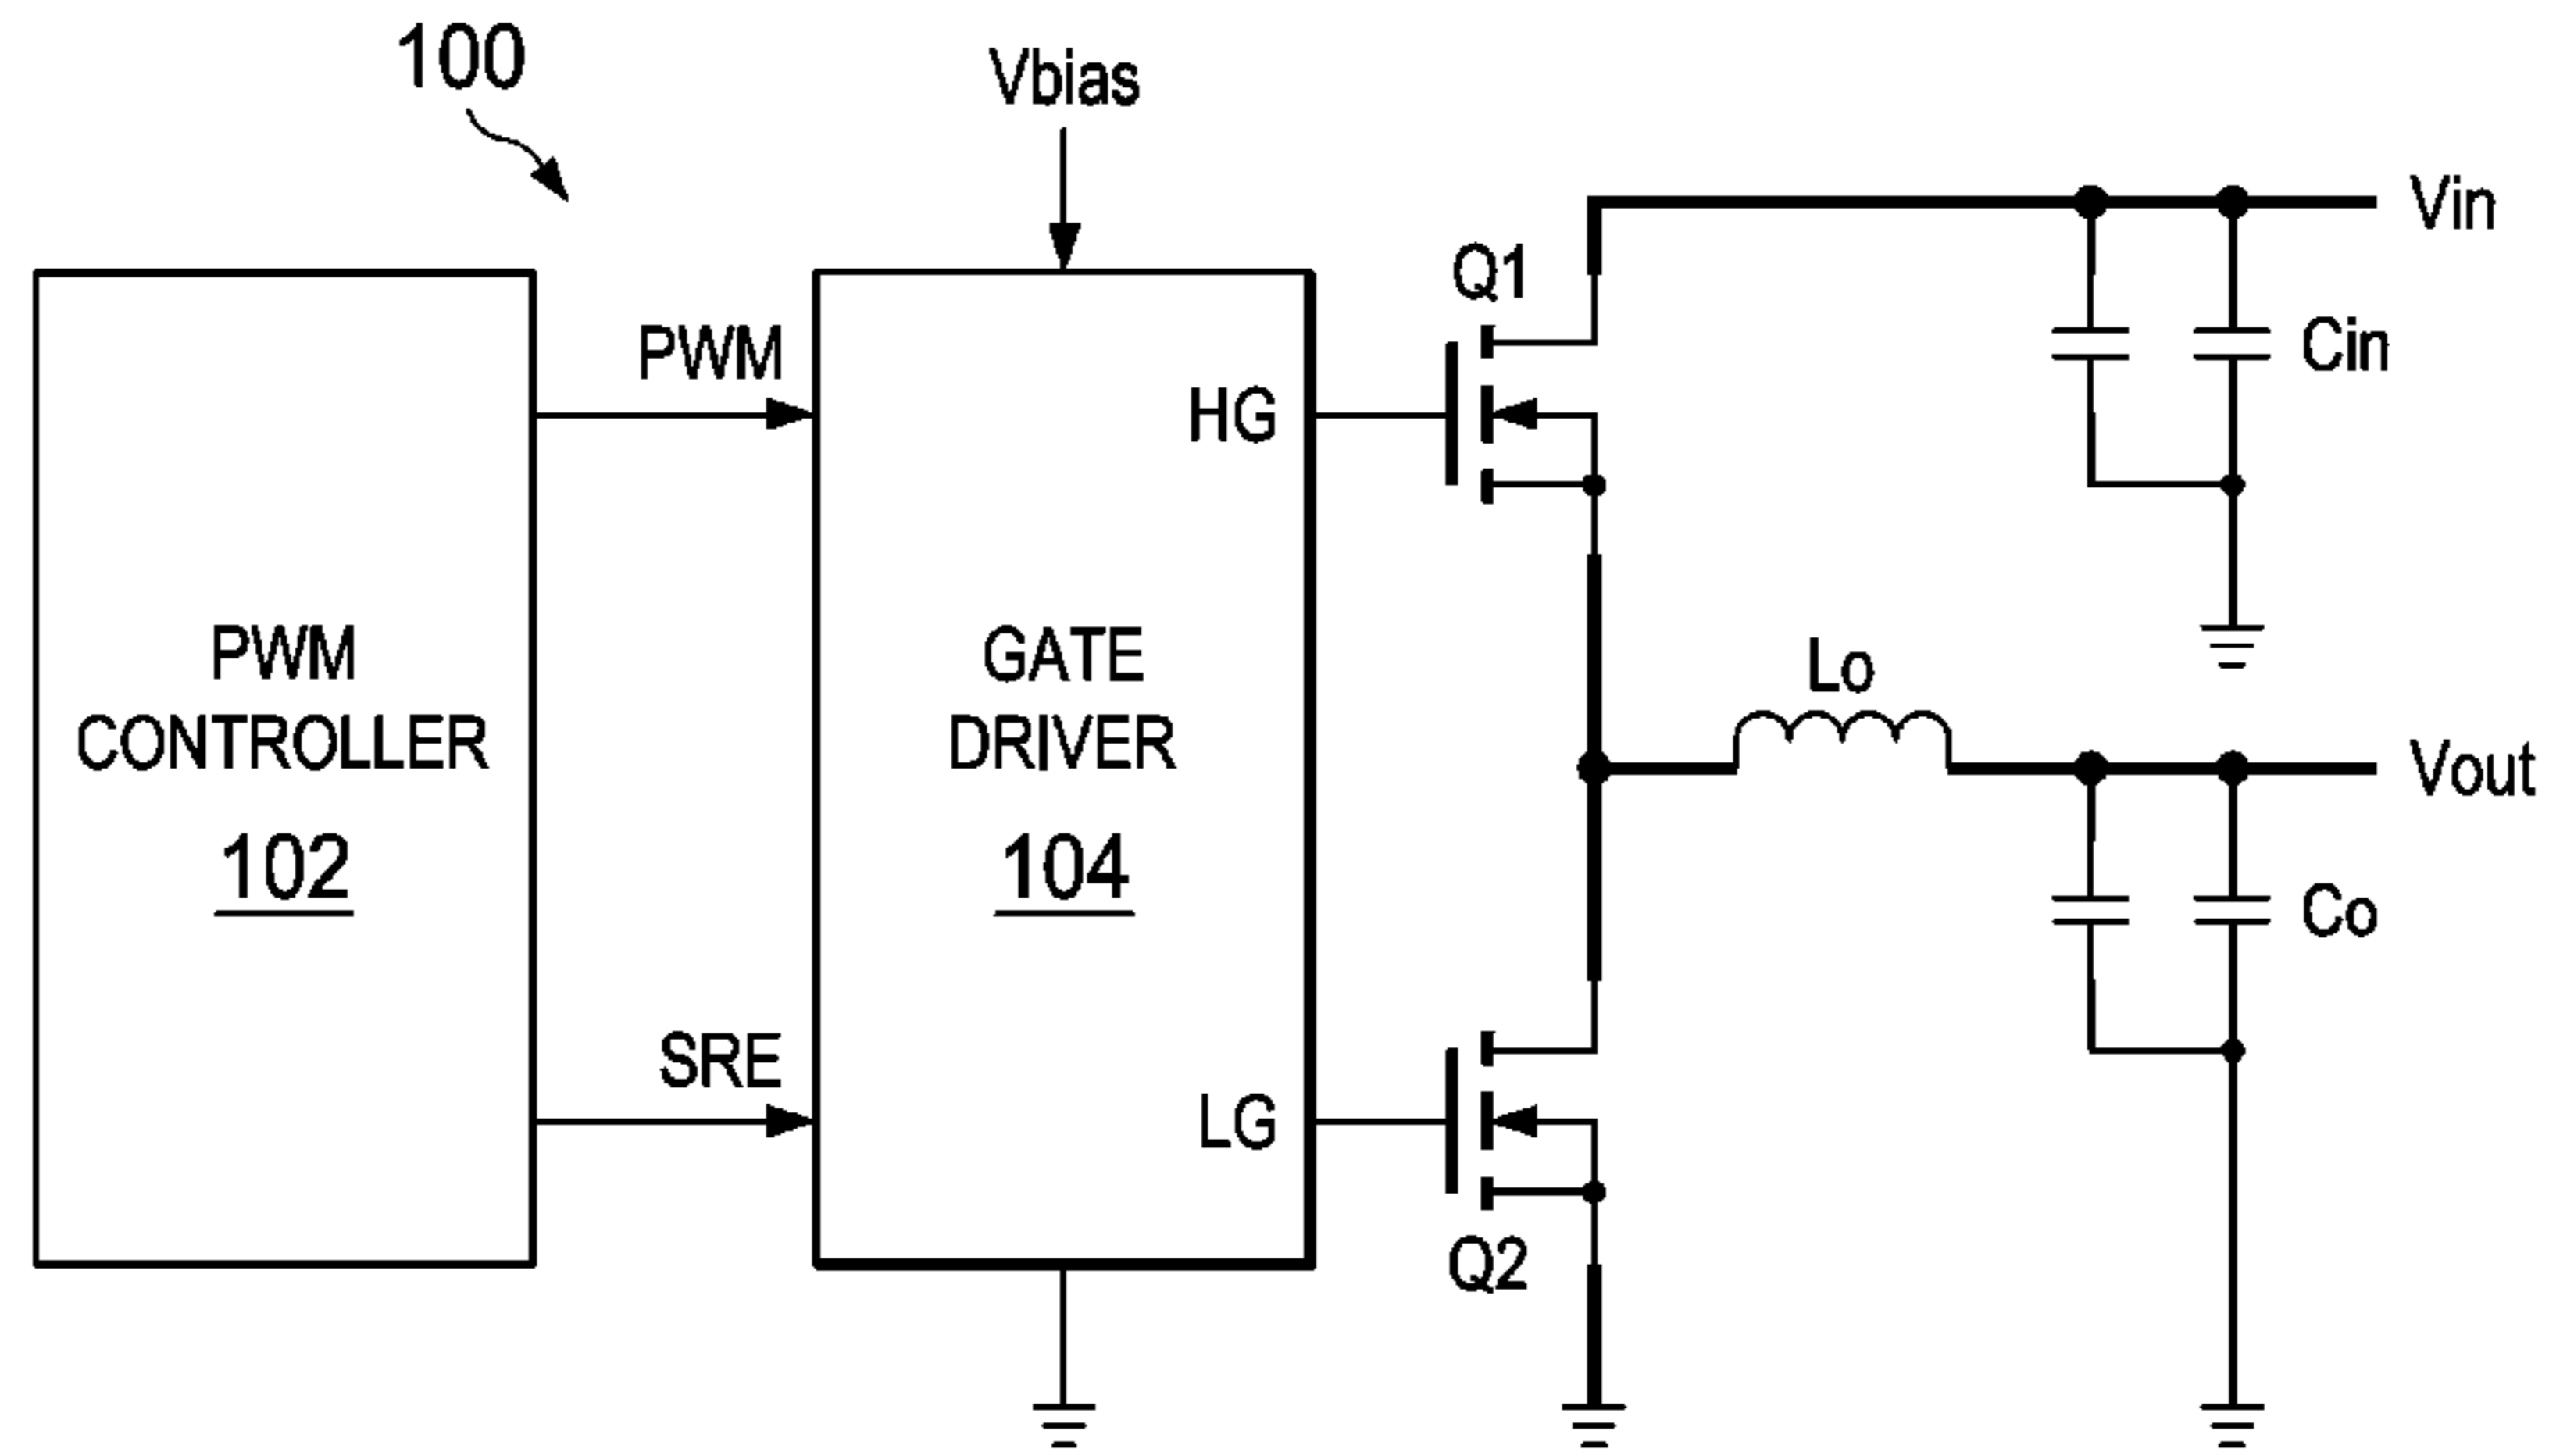 100
Vbias
Vin
Q1
PWM
Cin
HG
PWM
CONTROLLER
102
GATE
DRIVER
104
Lo
Vout
Co
SRE
LG
Q2